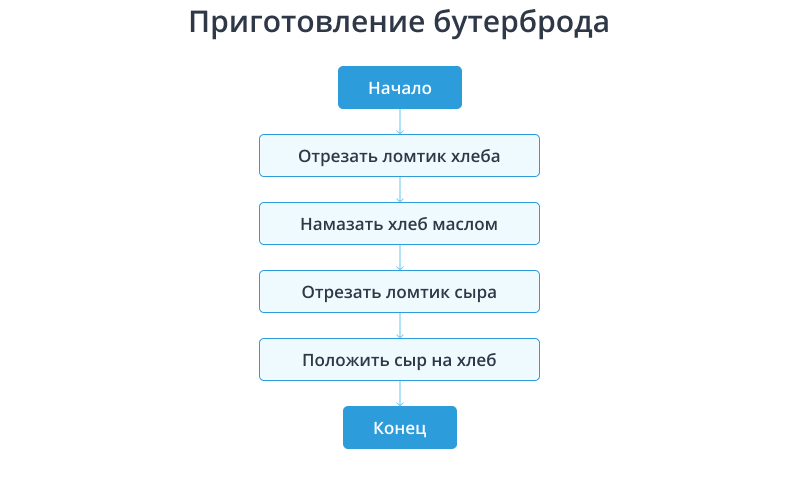 Приготовление бутерброда
Начало
Отрезать ломтик хлеба
Намазать хлеб маслом
Отрезать ломтик сыра
Положить сыр на хлеб
Конец